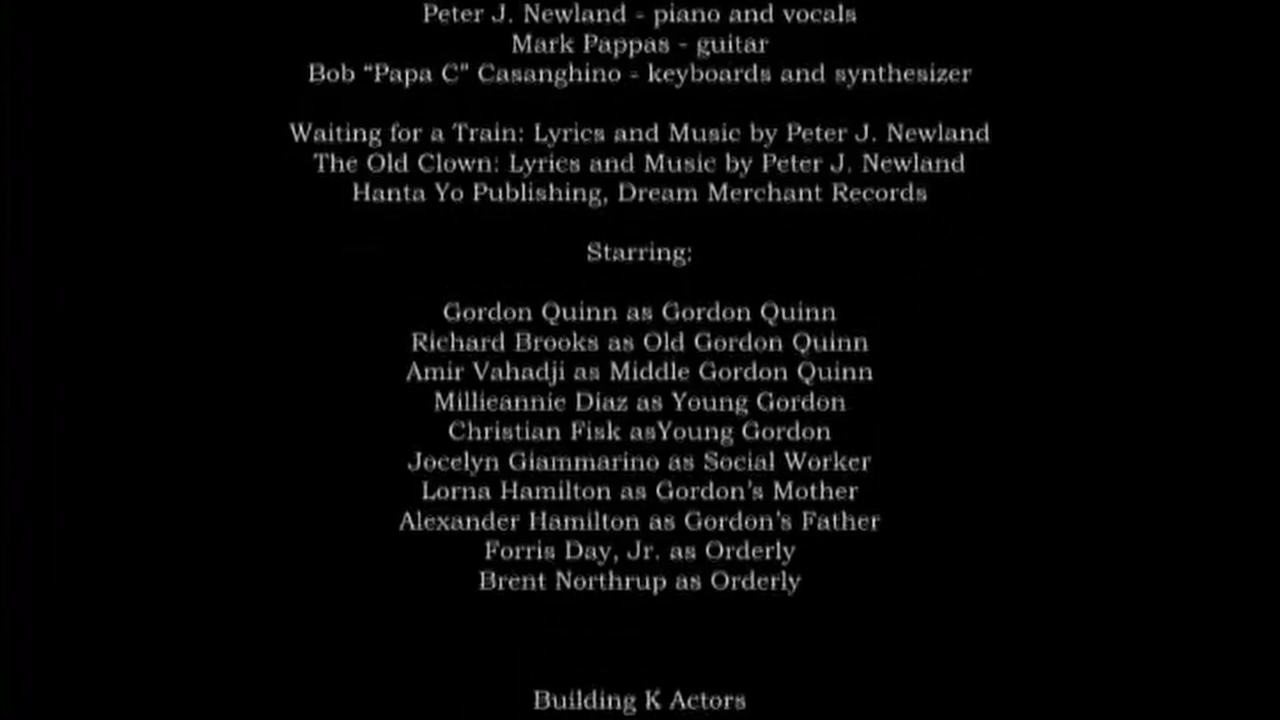 Peter J. Newland - piano and vocals
Mark Pappas - guitar
Bob “Papa C” Casanghino - keyboards and synthesizer
Waiting for a Train: Lyrics and Music by Peter J. Newland
The Old Clown: Lyrics and Music by Peter J. Newland
Hanta Yo Publishing, Dream Merchant Records
Starring:
Gordon Quinn as Gordon Quinn
Richard Brooks as Old Gordon Quinn
Amir Vahadji as Middle Gordon Quinn
Millieannie Diaz as Young Gordon
Christian Fisk asYoung Gordon
Jocelyn Giammarino as Social Worker
Lorna Hamilton as Gordon's Mother
Alexander Hamilton as Gordon's Father
Forris Day, Jr. as Orderly
Brent Northrup as Orderly
Building K Actors